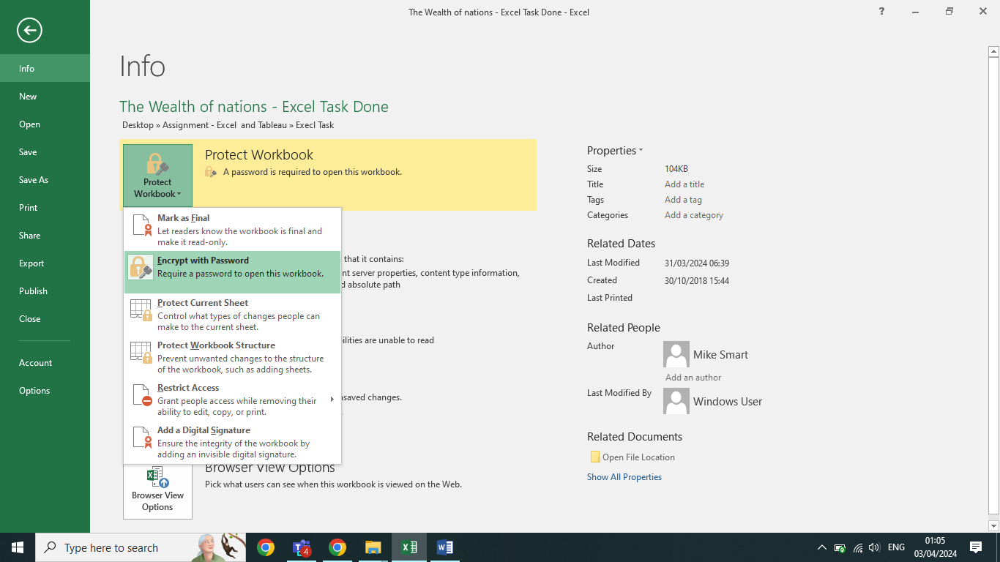 The Wealth of nations - Excel Task Done - Excel
?
Info
New
Open
Save
Save As
Print
Share
Export
Publish
Close
Account
Options
Info
The Wealth of nations - Excel Task Done
Desktop » Assignment - Excel and Tableau » Execl Task
Protect Workbook
Protect Workbook
A password is required to open this workbook.
Mark as Final
Let readers know the workbook is final and
make it read-only.
Encrypt with Password
Require a password to open this workbook.
Protect Current Sheet
Control what types of changes people can
make to the current sheet.
Protect Workbook Structure
Prevent unwanted changes to the structure
of the workbook, such as adding sheets.
Restrict Access
Grant people access while removing their
ability to edit, copy, or print.
Add a Digital Signature
Ensure the integrity of the workbook by
adding an invisible digital signature.
that it contains:
nt server properties, content type information,
d absolute path
bilities are unable to read
nsaved changes.
Browser View
Options
Browser View Options
Pick what users can see when this workbook is viewed on the Web.
Properties
Size 104KB
Title Add a title
Tags Add a tag
Categories Add a category
Related Dates
Last Modified 31/03/2024 06:39
Created 30/10/2018 15:44
Last Printed
Related People
Author Mike Smart
Add an author
Last Modified By Windows User
Related Documents
Open File Location
Show All Properties
Type here to search
4
ENG
01:05
03/04/2024